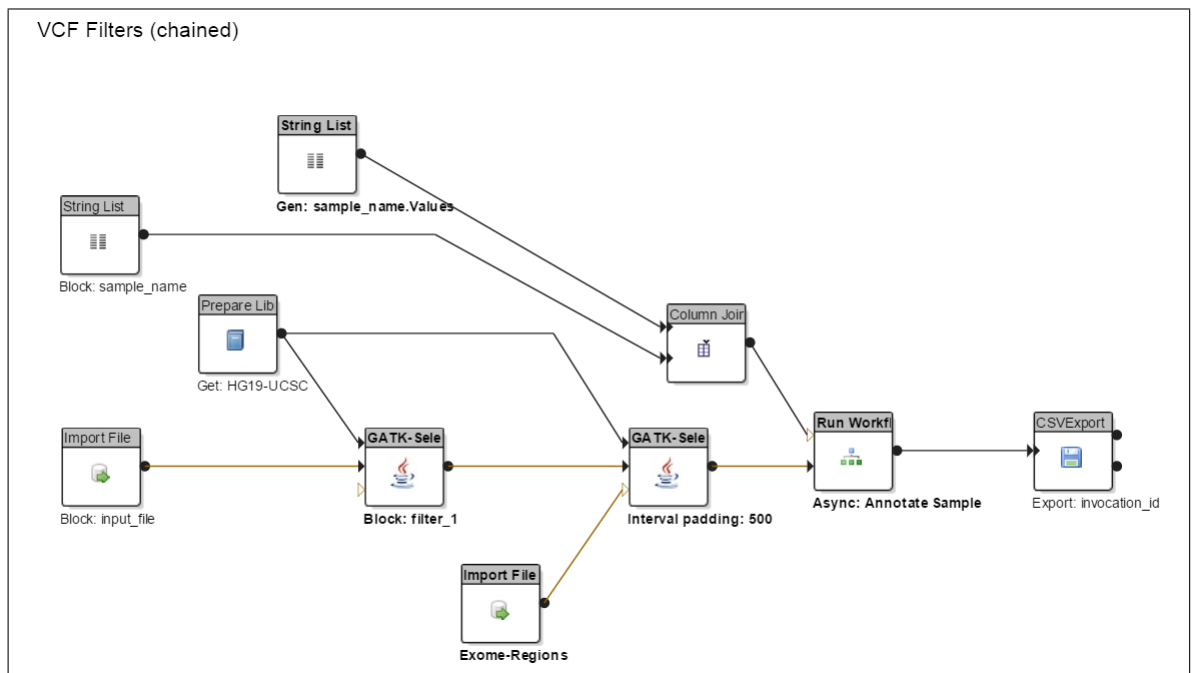 VCF Filters (chained)
String List
Gen: sample_name.Values
String List
Block: sample_name
Prepare Lib
Get: HG19-UCSC
Column Join
Import File
Block: input_file
GATK-Sele
Block: filter_1
GATK-Sele
Interval padding: 500
Run Workfl
Async: Annotate Sample
CSVExport
Export: invocation_id
Import File
Exome-Regions